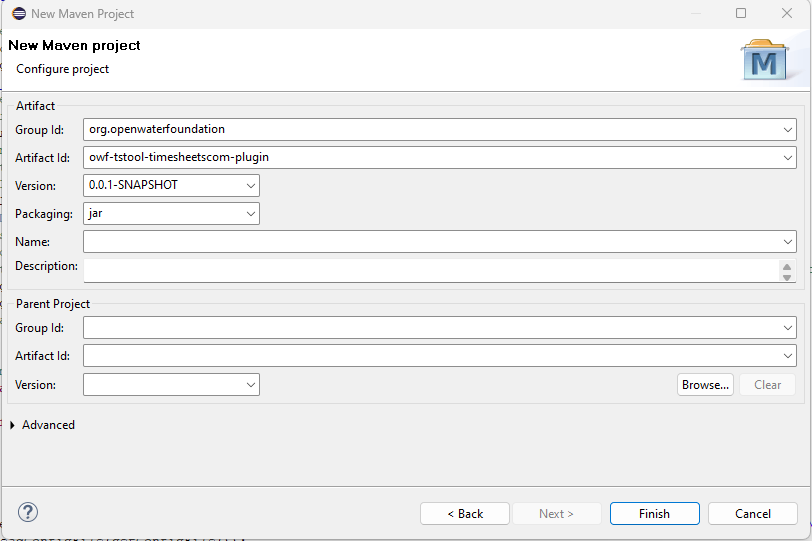 New Maven Project
New Maven project
Configure project
M
Artifact
Group Id: org.openwaterfoundation
Artifact Id: owf-tstool-timesheetscom-plugin
Version: 0.0.1-SNAPSHOT
Packaging: jar
Name:
Description:
Parent Project
Group Id:
Artifact Id:
Version: Browse... Clear
Advanced
? < Back Next > Finish Cancel